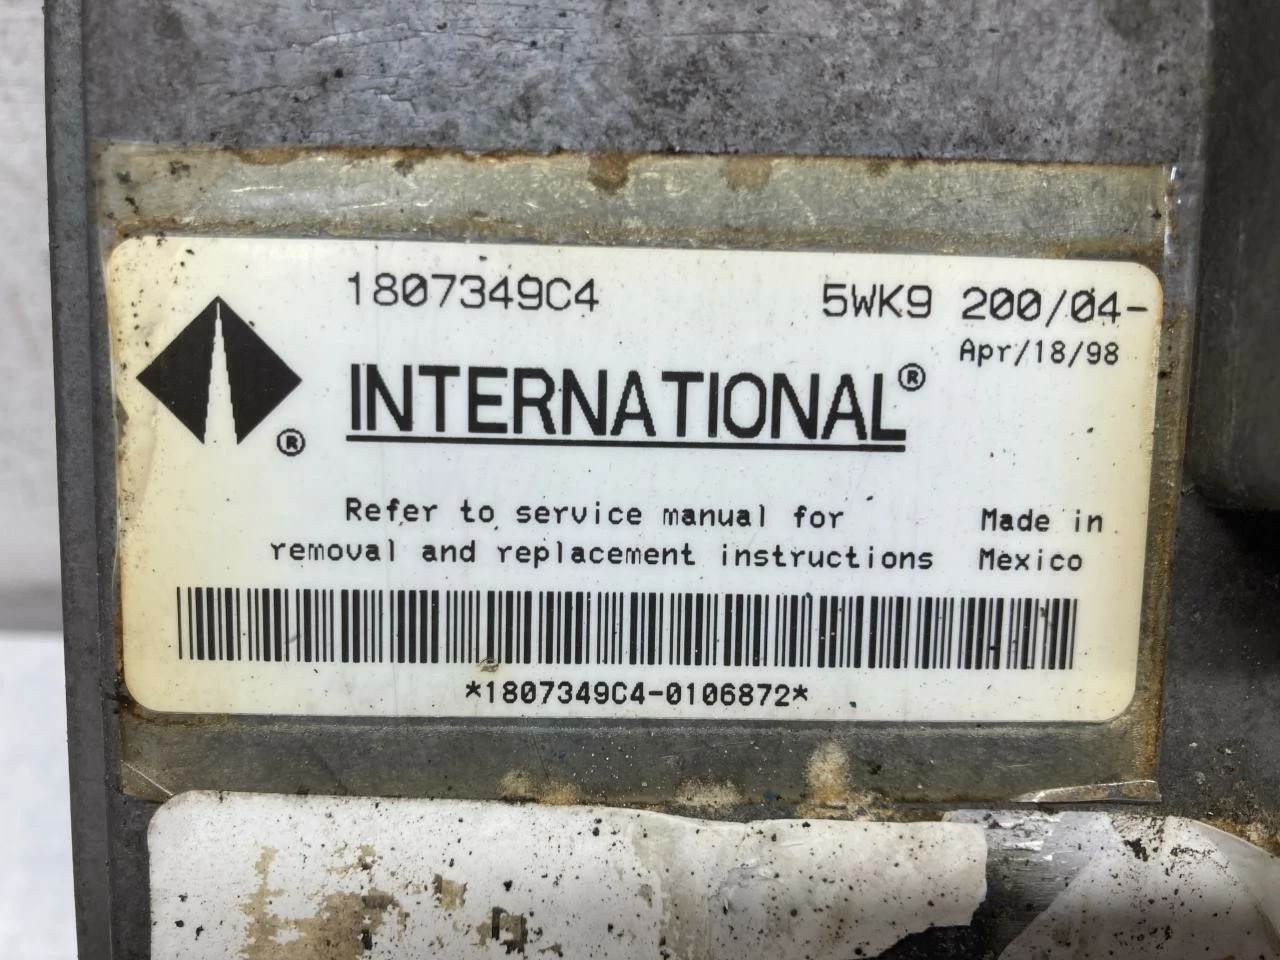 1807349C4 5WK9 200/04-
Apr/18/98
INTERNATIONAL®
®
Refer to service manual for
removal and replacement instructions
Made in
Mexico
*1807349C4-0106872*